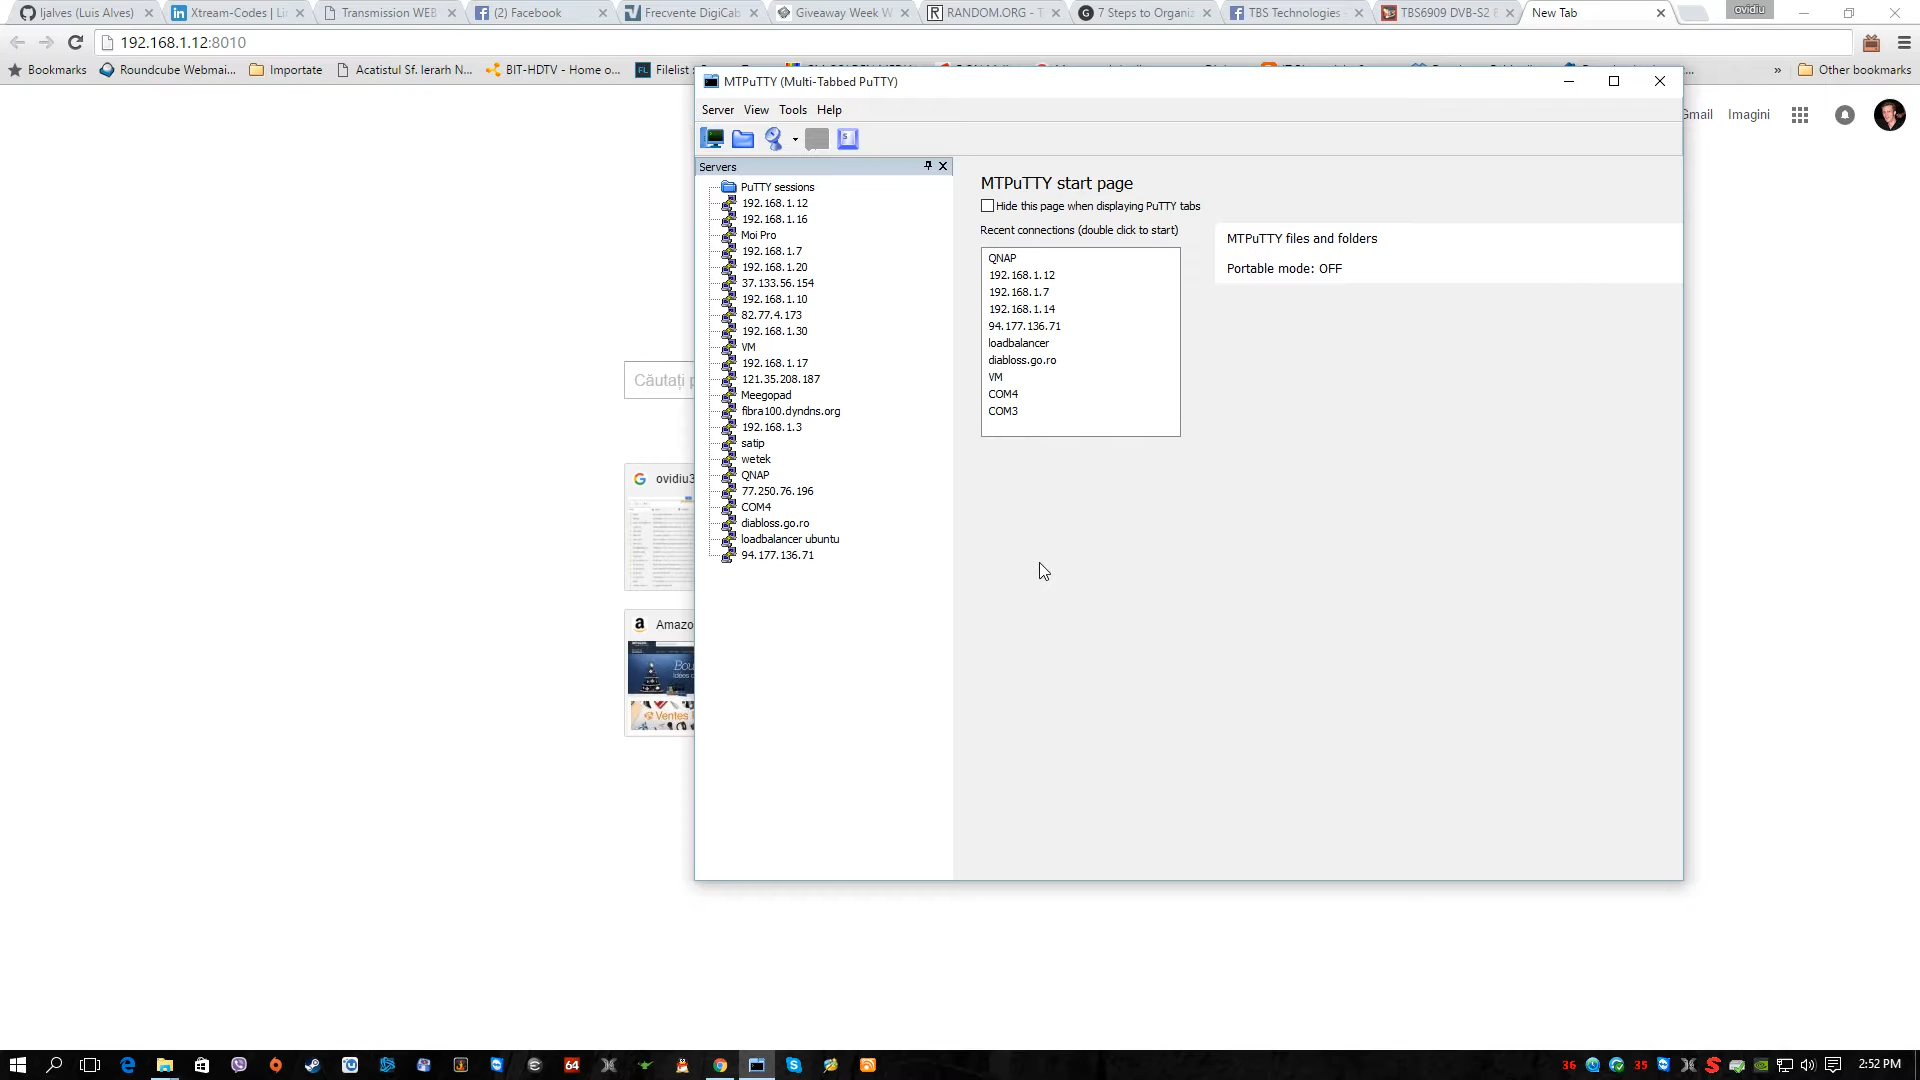 ljalves (Luis Alves)
Xtream-Codes | Li
Transmission WEB
(2) Facebook
Frecvente DigiCab
Giveaway Week W
RANDOM.ORG - T
7 Steps to Organiz
TBS Technologies -
TBS6909 DVB-S2 8
New Tab
ovidiu
192.168.1.12:8010
Bookmarks
Roundcube Webmai...
Importate
Acatistul Sf. Ierarh N...
BIT-HDTV - Home o...
Filelist
»
Other bookmarks
MTPuTTY (Multi-Tabbed PuTTY)
Server View Tools Help
Gmail Imagini
Servers
PuTTY sessions
192.168.1.12
192.168.1.16
Moi Pro
192.168.1.7
192.168.1.20
37.133.56.154
192.168.1.10
82.77.4.173
192.168.1.30
VM
192.168.1.17
121.35.208.187
Meegopad
fibra100.dyndns.org
192.168.1.3
satip
wetek
QNAP
77.250.76.196
COM4
diabloss.go.ro
loadbalancer ubuntu
94.177.136.71
MTPuTTY start page
Hide this page when displaying PuTTY tabs
Recent connections (double click to start)
QNAP
192.168.1.12
192.168.1.7
192.168.1.14
94.177.136.71
loadbalancer
diabloss.go.ro
VM
COM4
COM3
MTPuTTY files and folders
Portable mode: OFF
Căutați p
ovidiu3
Amazo
Ventes
64
36
35
2:52 PM